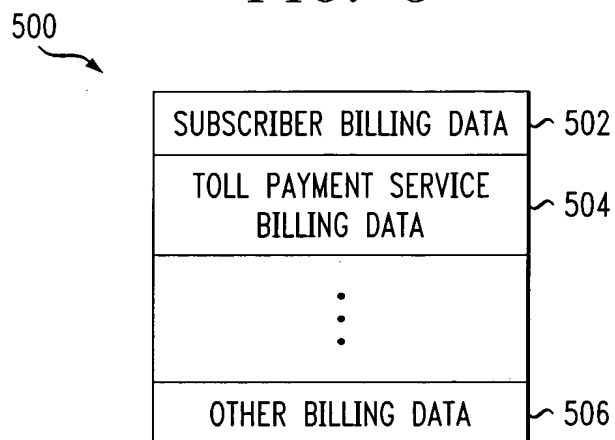 500
SUBSCRIBER BILLING DATA 502
TOLL PAYMENT SERVICE
BILLING DATA 504
OTHER BILLING DATA 506